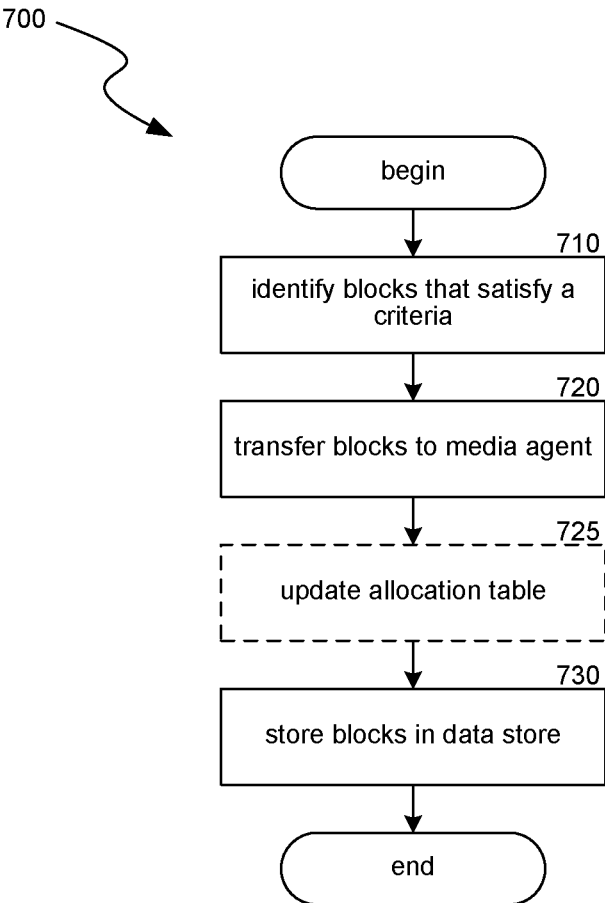 700
begin
710
identify blocks that satisfy a
criteria
720
transfer blocks to media agent
725
update allocation table
730
store blocks in data store
end